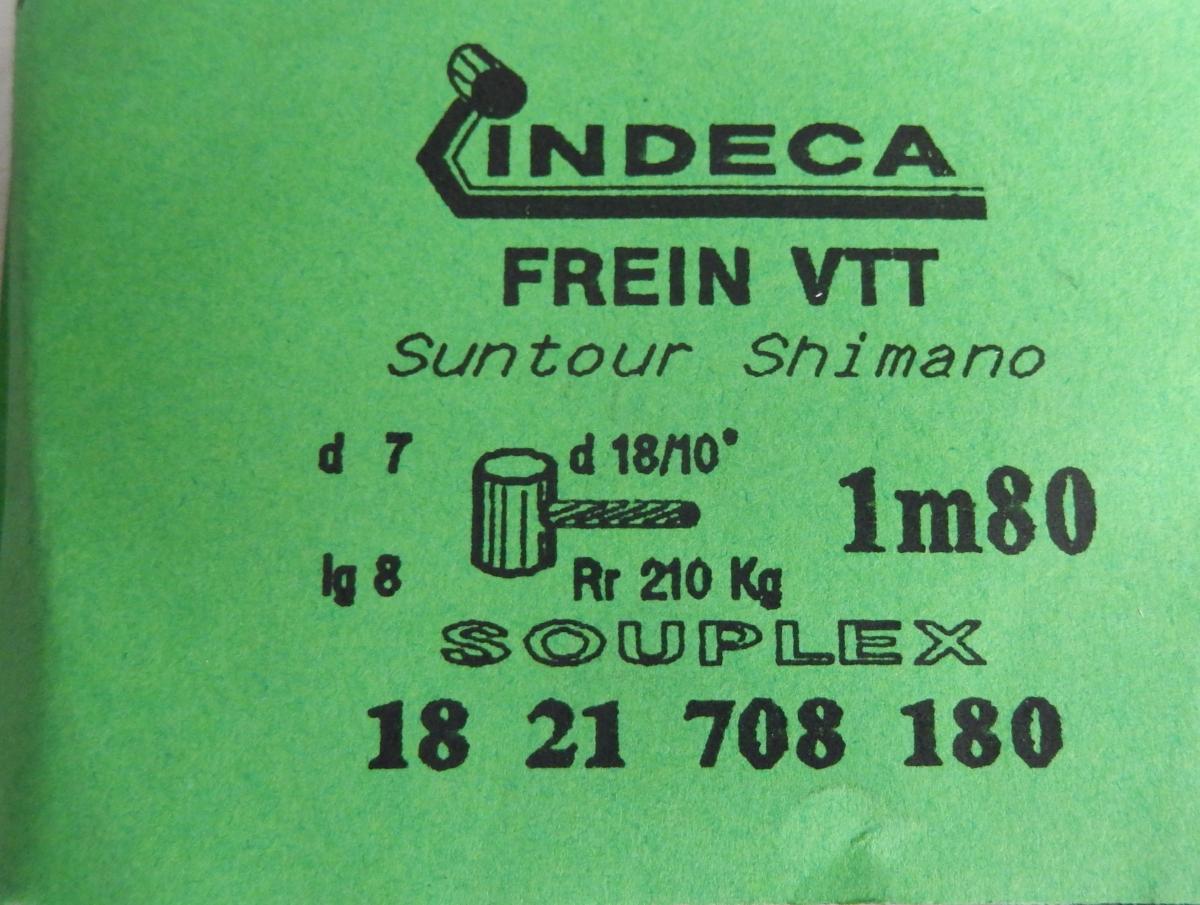 INDECA
FREIN VTT
Suntour Shimano
d 7 d 18/10°
1m80
lg 8 Rr 210 Kg
SOUPLEX
18 21 708 180